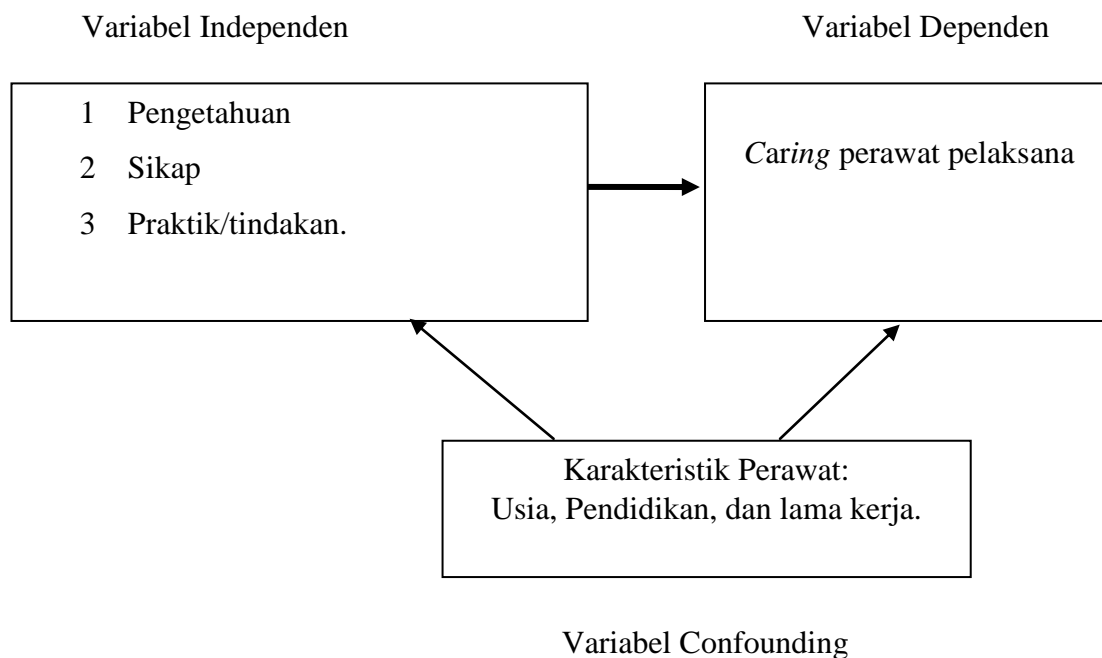 Variabel Independen
Variabel Dependen
1 Pengetahuan
2 Sikap
3 Praktik/tindakan.
Caring perawat pelaksana
Karakteristik Perawat:
Usia, Pendidikan, dan lama kerja.
Variabel Confounding